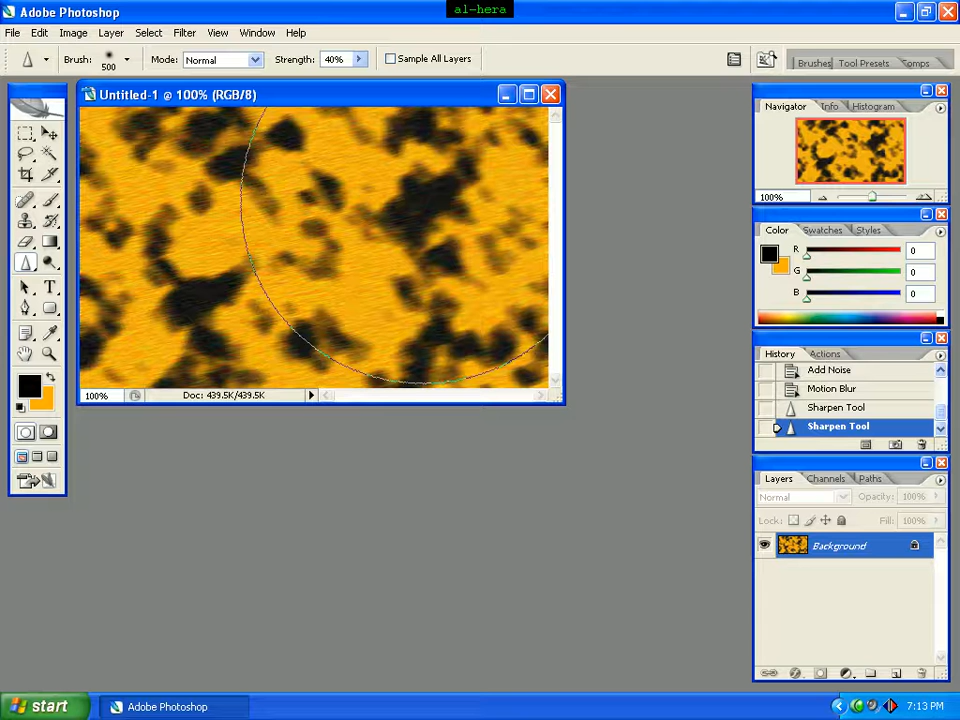 al-hera
Adobe Photoshop
File Edit Image Layer Select Filter View Window Help
Brush: 500 Mode: Normal Strength: 40% Sample All Layers
Brushes Tool Presets Comps
Untitled-1 @ 100% (RGB/8)
100% Doc: 439.5K/439.5K
Navigator Info Histogram
100%
Color Swatches Styles
R 0
G 0
B 0
History Actions
Add Noise
Motion Blur
Sharpen Tool
Sharpen Tool
Layers Channels Paths
Normal Opacity: 100%
Lock: Fill: 100%
Background
start Adobe Photoshop 7:13 PM